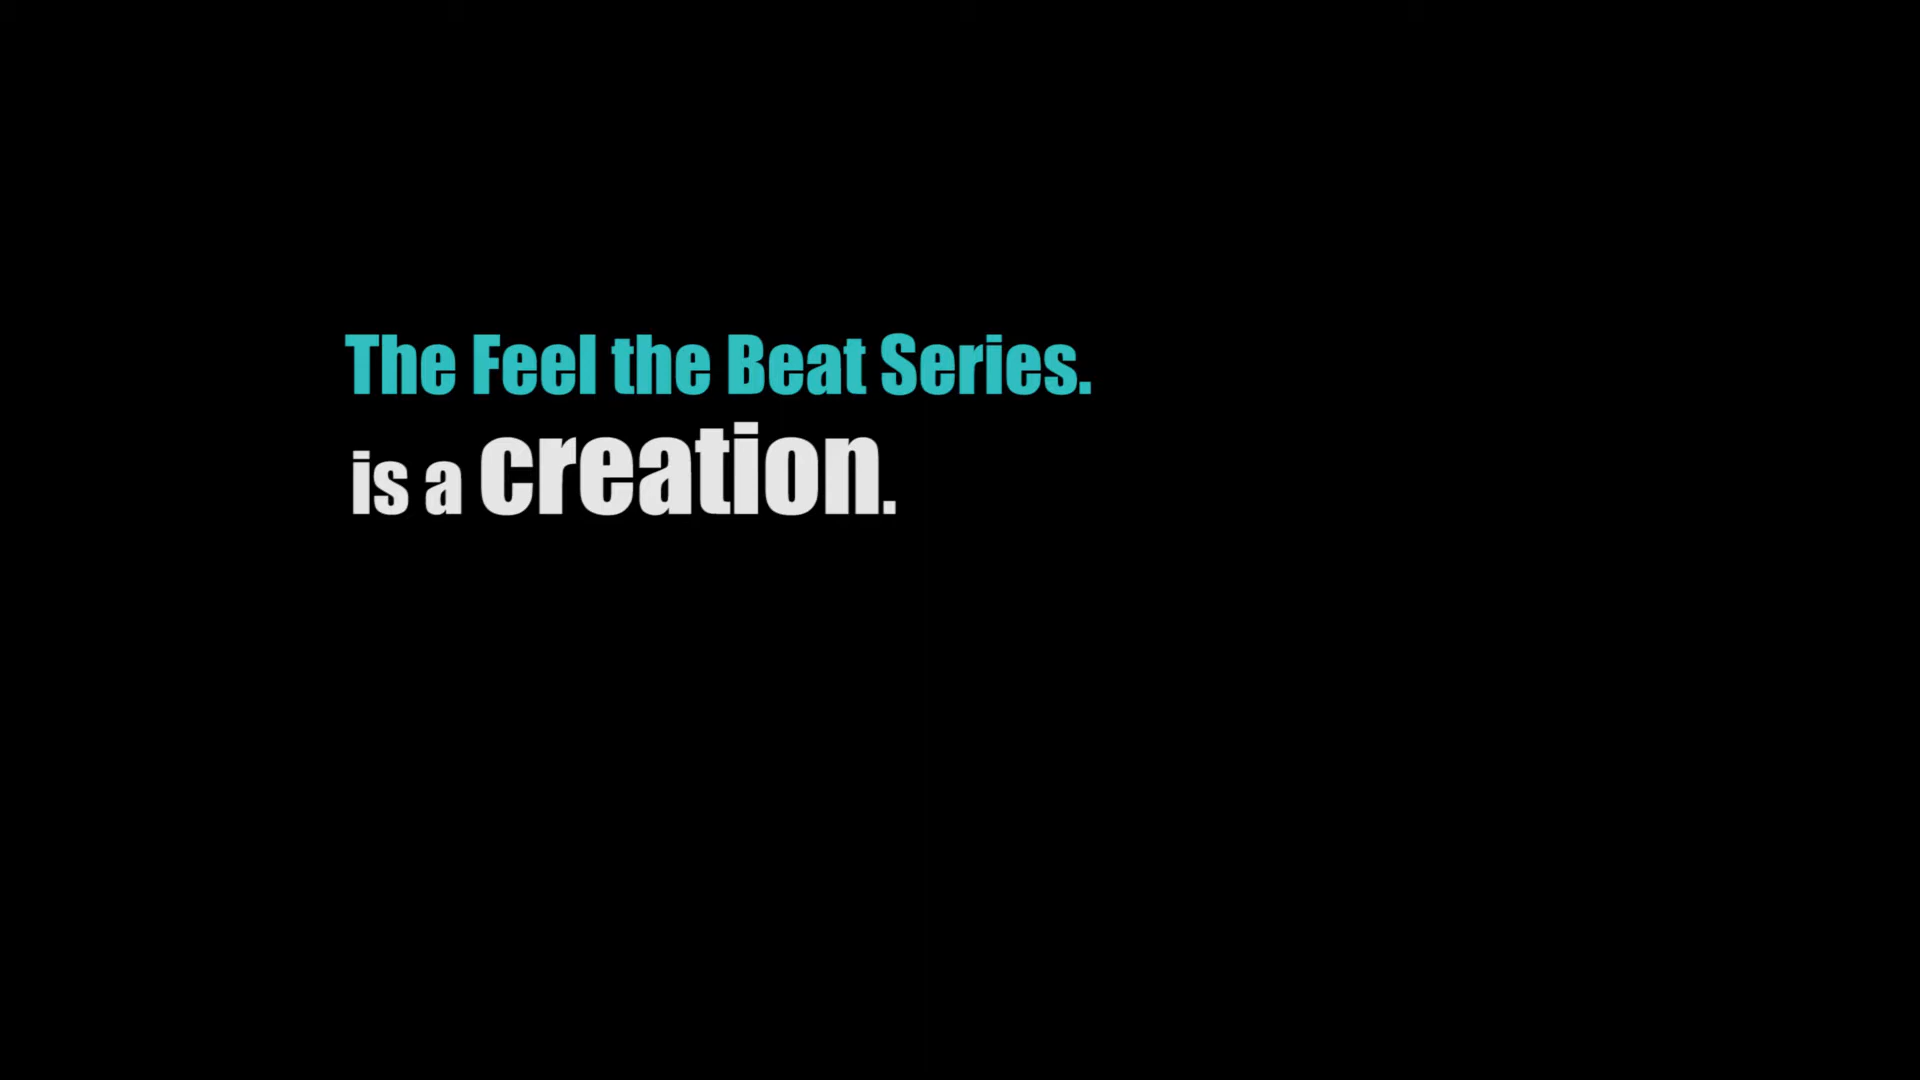 The Feel the Beat Series.
is a creation.